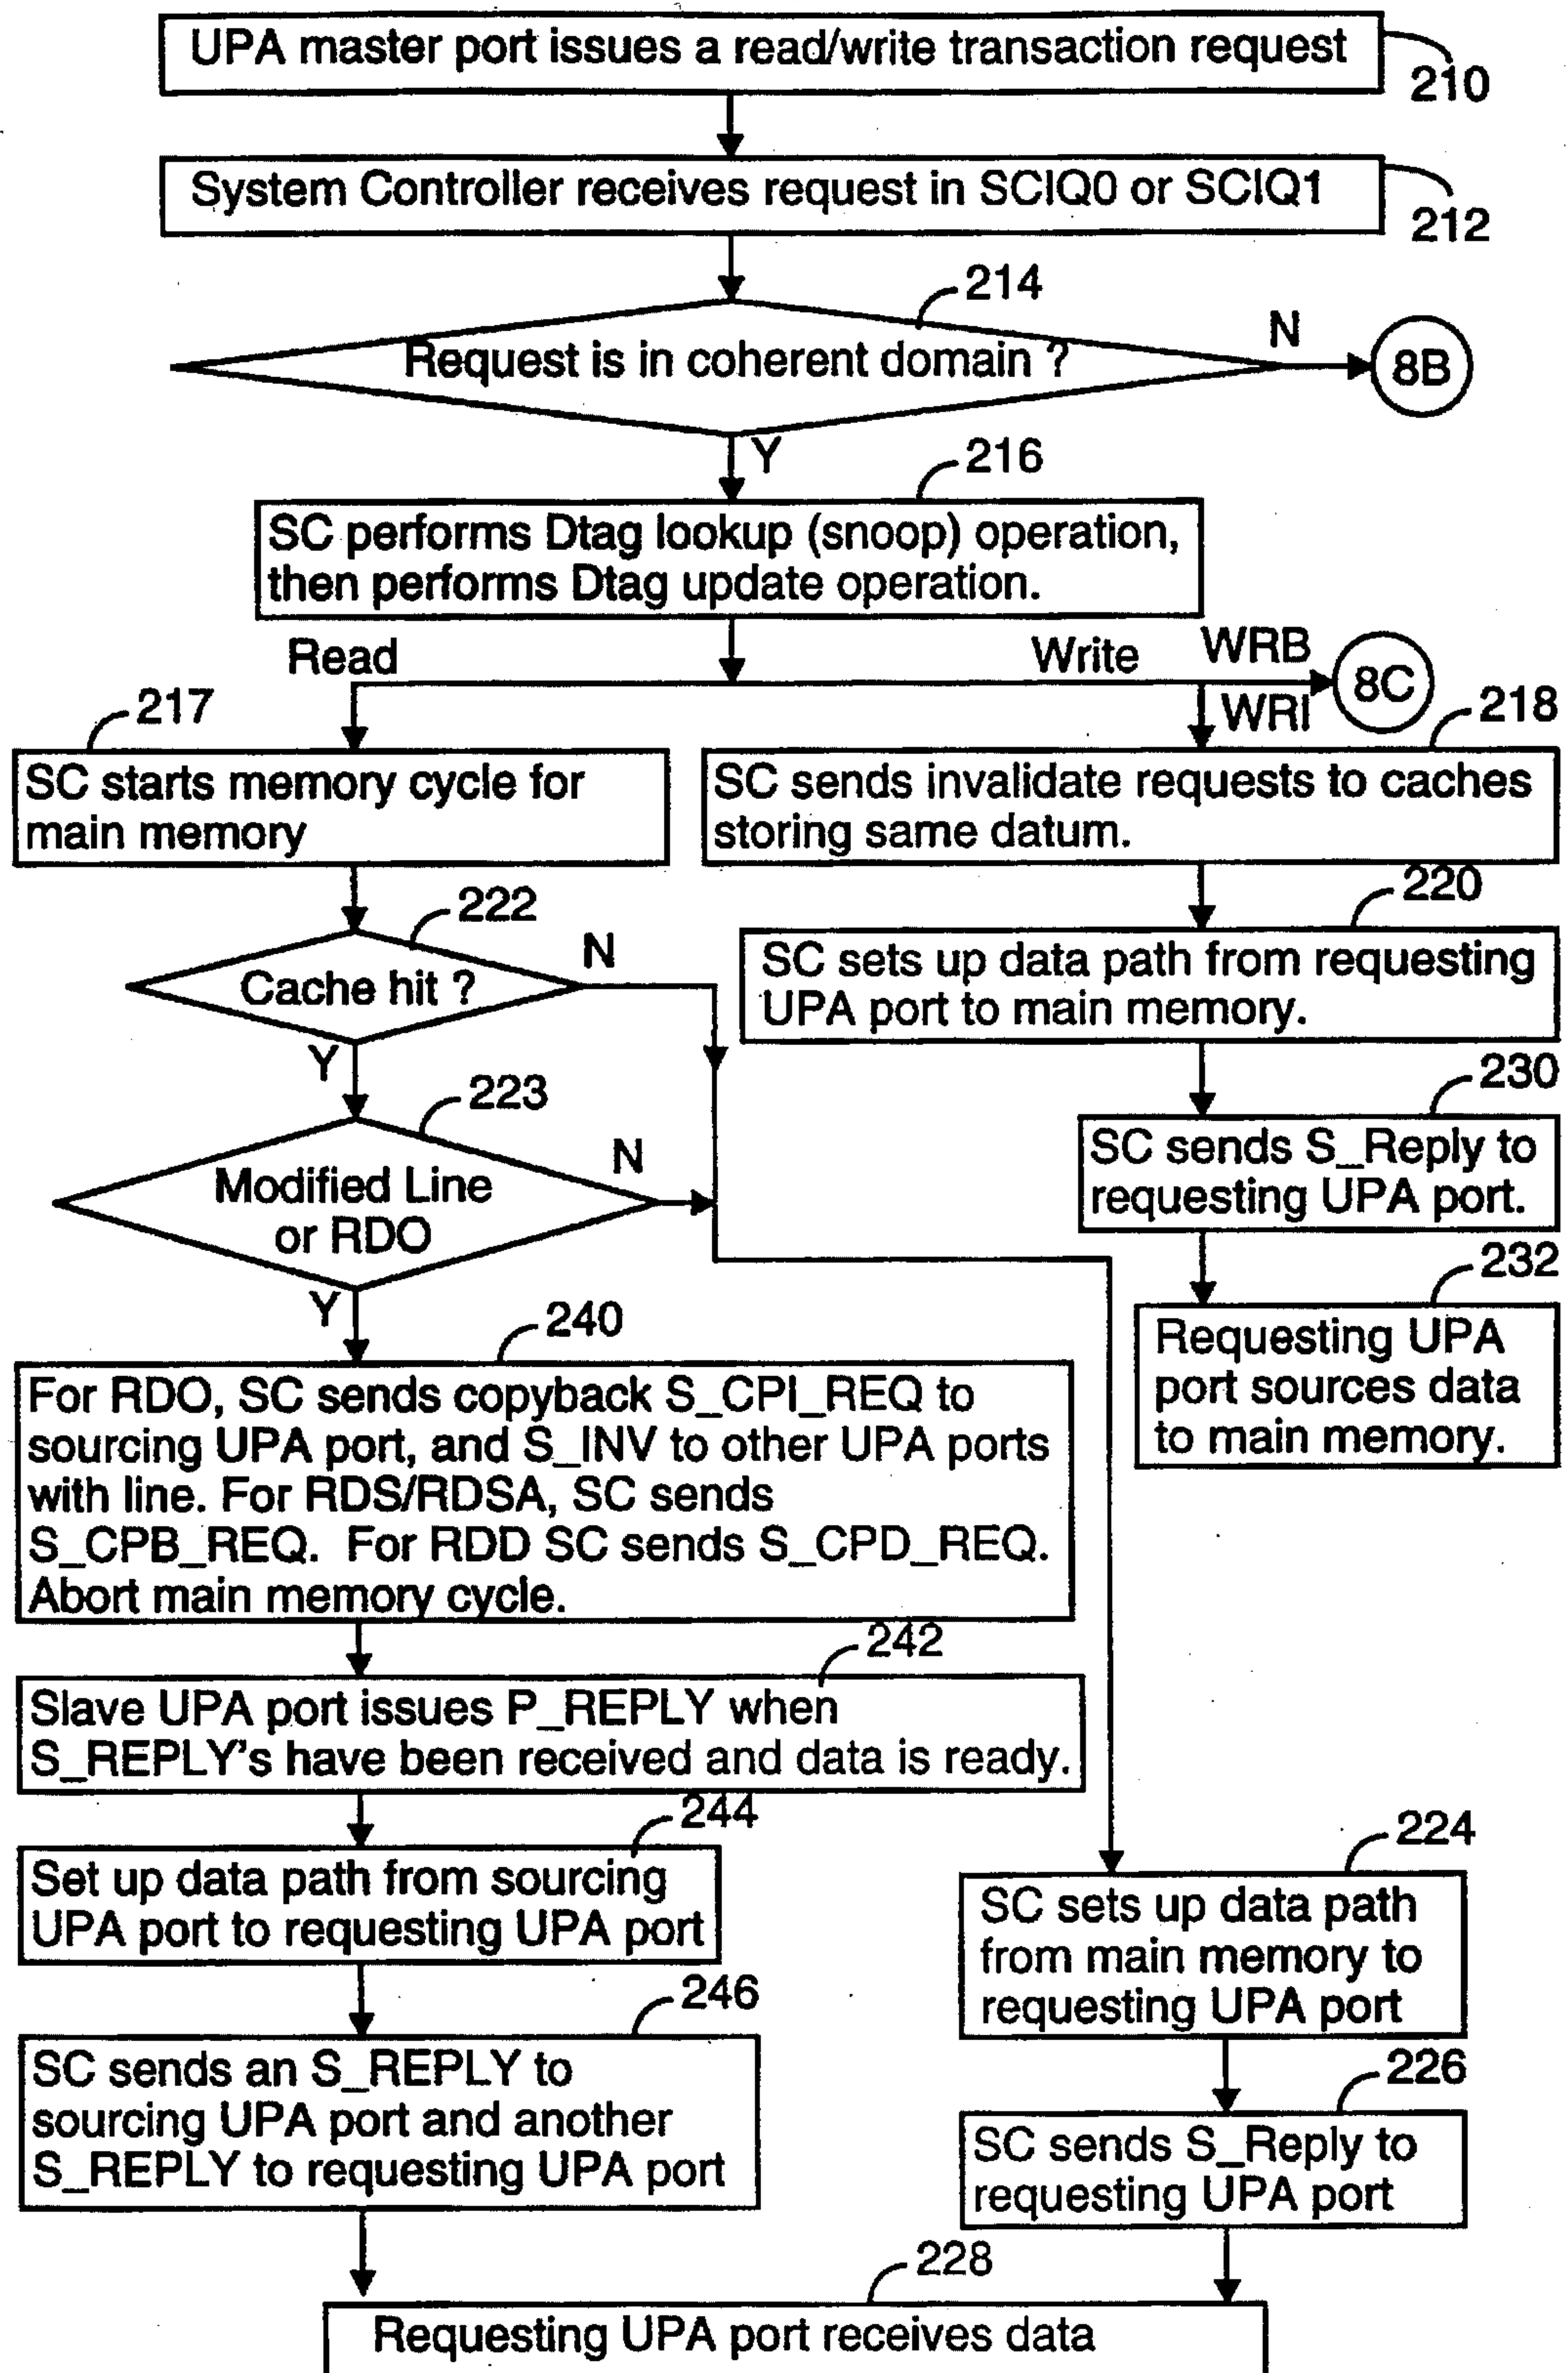 UPA master port issues a read/write transaction request
210
System Controller receives request in SCIQ0 or SCIQ1
212
214
Request is in coherent domain ?
N
8B
Y
216
SC performs Dtag lookup (snoop) operation,
then performs Dtag update operation.
Read
Write
WRB
8C
WRI
217
SC starts memory cycle for
main memory
218
SC sends invalidate requests to caches
storing same datum.
222
Cache hit ?
N
Y
220
SC sets up data path from requesting
UPA port to main memory.
223
Modified Line
or RDO
N
Y
230
SC sends S_Reply to
requesting UPA port.
232
Requesting UPA
port sources data
to main memory.
240
For RDO, SC sends copyback S_CPI_REQ to
sourcing UPA port, and S_INV to other UPA ports
with line. For RDS/RDSA, SC sends
S_CPB_REQ. For RDD SC sends S_CPD_REQ.
Abort main memory cycle.
242
Slave UPA port issues P_REPLY when
S_REPLY's have been received and data is ready.
244
Set up data path from sourcing
UPA port to requesting UPA port
224
SC sets up data path
from main memory to
requesting UPA port
246
SC sends an S_REPLY to
sourcing UPA port and another
S_REPLY to requesting UPA port
226
SC sends S_Reply to
requesting UPA port
228
Requesting UPA port receives data